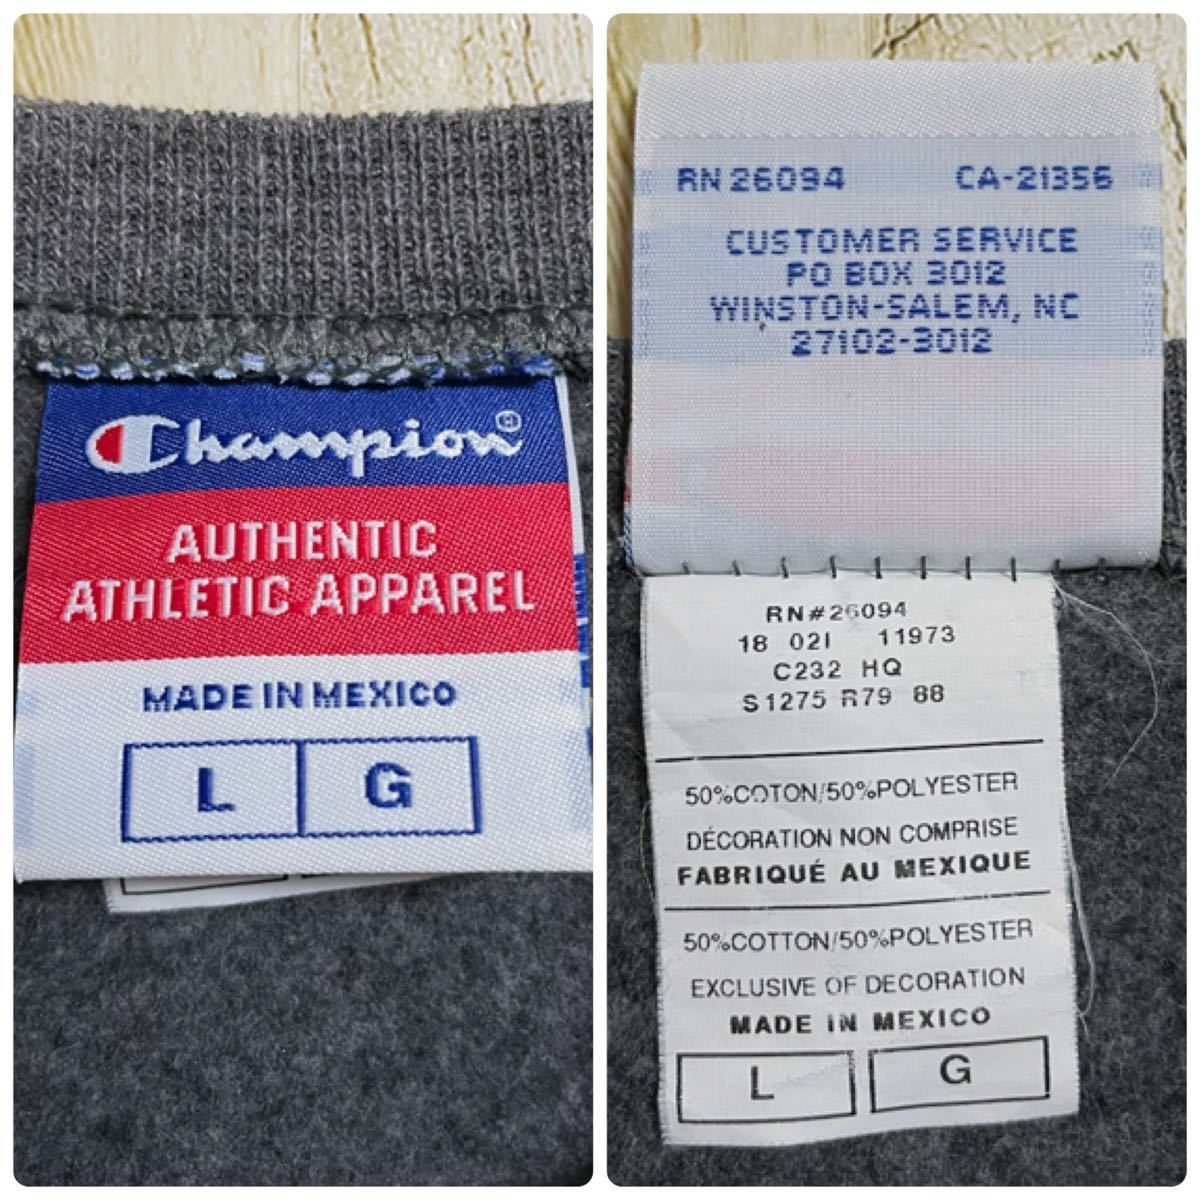 Champion®
AUTHENTIC
ATHLETIC APPAREL
MADE IN MEXICO
L G
RN 26094 CA-21356
CUSTOMER SERVICE
PO BOX 3012
WINSTON-SALEM, NC
27102-3012
RN#26094
18 02I 11973
C232 HQ
S1275 R79 88
50%COTON/50%POLYESTER
DÉCORATION NON COMPRISE
FABRIQUÉ AU MEXIQUE
50%COTTON/50%POLYESTER
EXCLUSIVE OF DECORATION
MADE IN MEXICO
L G